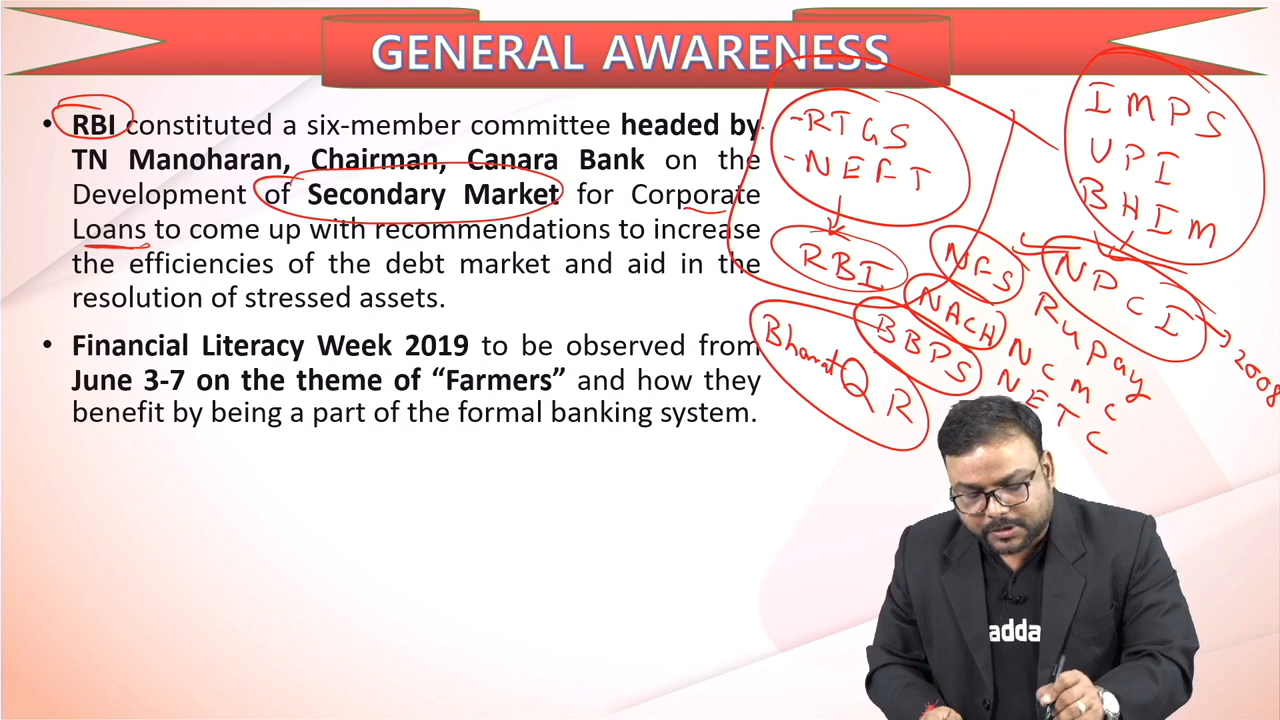 GENERAL AWARENESS
• RBI constituted a six-member committee headed by
TN Manoharan, Chairman, Canara Bank on the
Development of Secondary Market for Corporate
Loans to come up with recommendations to increase
the efficiencies of the debt market and aid in the
resolution of stressed assets.
• Financial Literacy Week 2019 to be observed from
June 3-7 on the theme of “Farmers” and how they
benefit by being a part of the formal banking system.
-RTGS
-NEFT
RBI
IMPS
UPI
BHIM
NPCI
2008
NFS
NACH
BBPS
Bharat QR
Rupay
NCMC
NETC
adda